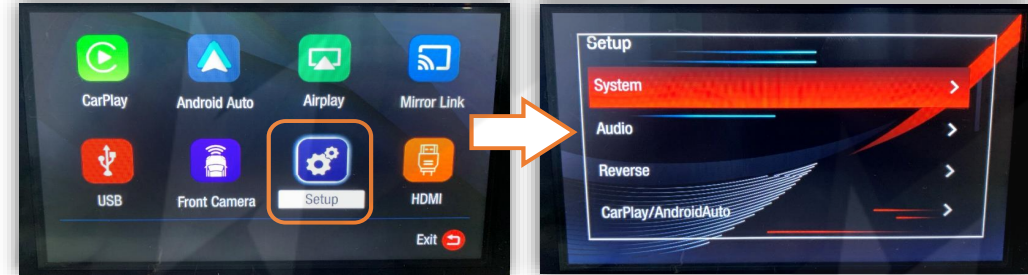 CarPlay
Android Auto
Airplay
Mirror Link
USB
Front Camera
Setup
HDMI
Exit
Setup
System
Audio
Reverse
CarPlay/AndroidAuto